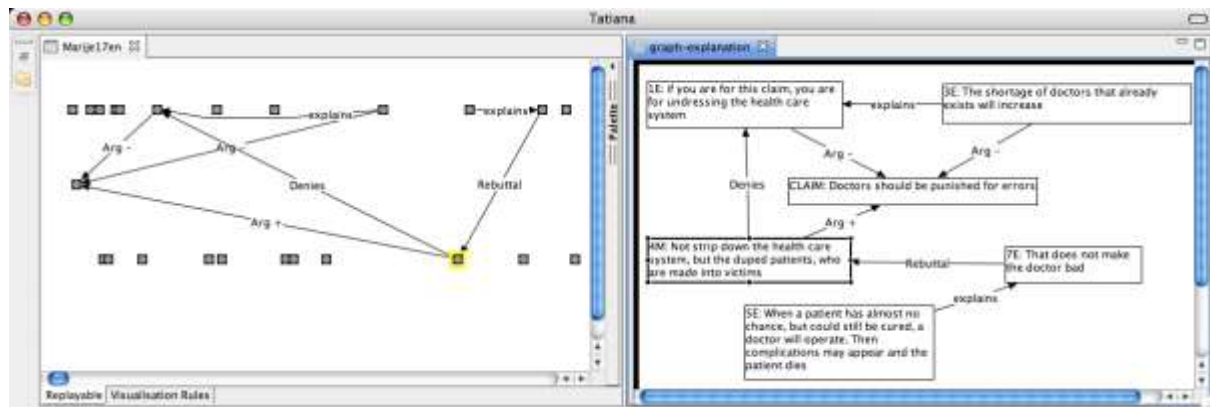 Tatiana
Marije17en
graph-explanation
Palette
explains
Arg -
Arg -
Denies
Rebuttal
Arg +
1E: if you are for this claim, you are
for undressing the health care
system
explains
3E: The shortage of doctors that already
exists will increase
Arg -
Arg -
Denies
CLAIM: Doctors should be punished for errors
Arg +
4M: Not strip down the health care
system, but the duped patients, who
are made into victims
Rebuttal
7E: That does not make
the doctor bad
explains
5E: When a patient has almost no
chance, but could still be cured, a
doctor will operate. Then
complications may appear and the
patient dies
explains
Replayable
Visualisation Rules